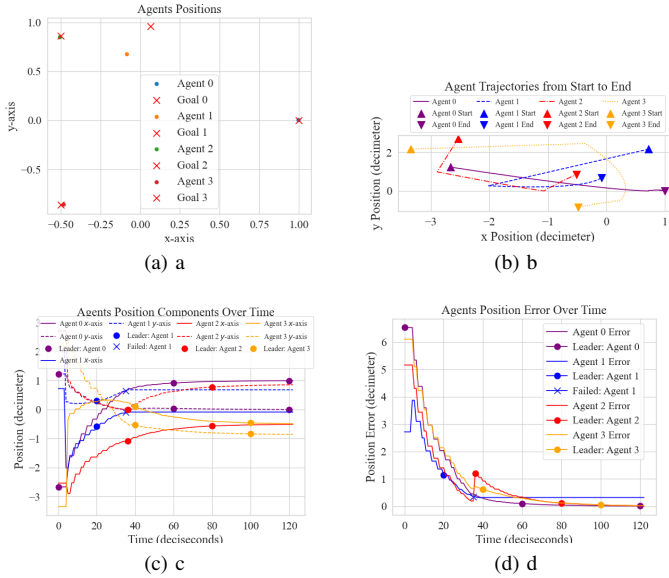 Agents Positions
1.0
0.5
0.0
−0.5
y-axis
Agent 0
Goal 0
Agent 1
Goal 1
Agent 2
Goal 2
Agent 3
Goal 3
−0.50 −0.25 0.00 0.25 0.50 0.75 1.00
x-axis
(a) a
Agent Trajectories from Start to End
Agent 0 Agent 1 Agent 2 Agent 3
Agent 0 Start Agent 1 Start Agent 2 Start Agent 3 Start
Agent 0 End Agent 1 End Agent 2 End Agent 3 End
y Position (decimeter)
2
0
−3 −2 −1 0 1
x Position (decimeter)
(b) b
Agents Position Components Over Time
Agent 0 x-axis Agent 1 y-axis Agent 2 x-axis Agent 3 x-axis
Agent 0 y-axis Leader: Agent 1 Agent 2 y-axis Agent 3 y-axis
Leader: Agent 0 Failed: Agent 1 Leader: Agent 2 Leader: Agent 3
Agent 1 x-axis
Position (decimeter)
1
0
−1
−2
−3
0 20 40 60 80 100 120
Time (deciseconds)
(c) c
Agents Position Error Over Time
Position Error (decimeter)
6
5
4
3
2
1
0
Agent 0 Error
Leader: Agent 0
Agent 1 Error
Leader: Agent 1
Failed: Agent 1
Agent 2 Error
Leader: Agent 2
Agent 3 Error
Leader: Agent 3
0 20 40 60 80 100 120
Time (deciseconds)
(d) d